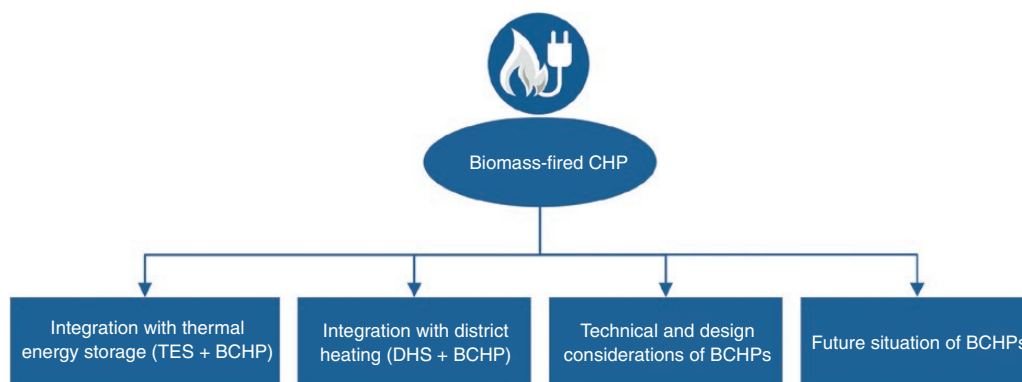 Biomass-fired CHP
Integration with thermal
energy storage (TES + BCHP)
Integration with district
heating (DHS + BCHP)
Technical and design
considerations of BCHPs
Future situation of BCHPs